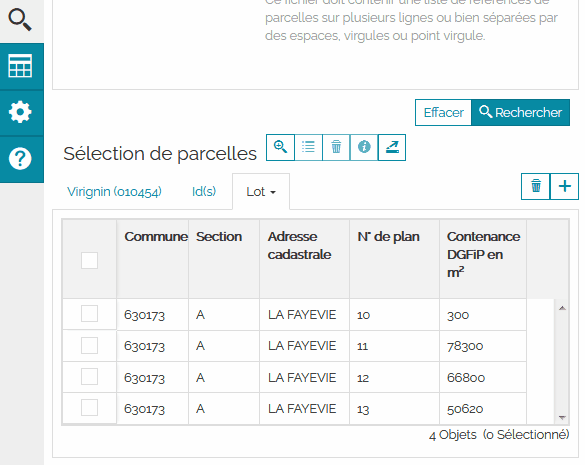 Ce fichier doit contenir une liste de références de
parcelles sur plusieurs lignes ou bien séparées par
des espaces, virgules ou point virgule.
Effacer Rechercher
Sélection de parcelles
Virignin (010454) Id(s) Lot
Commune Section Adresse cadastrale N° de plan Contenance DGFiP en m²
630173 A LA FAYEVIE 10 300
630173 A LA FAYEVIE 11 78300
630173 A LA FAYEVIE 12 66800
630173 A LA FAYEVIE 13 50620
4 Objets (0 Sélectionné)